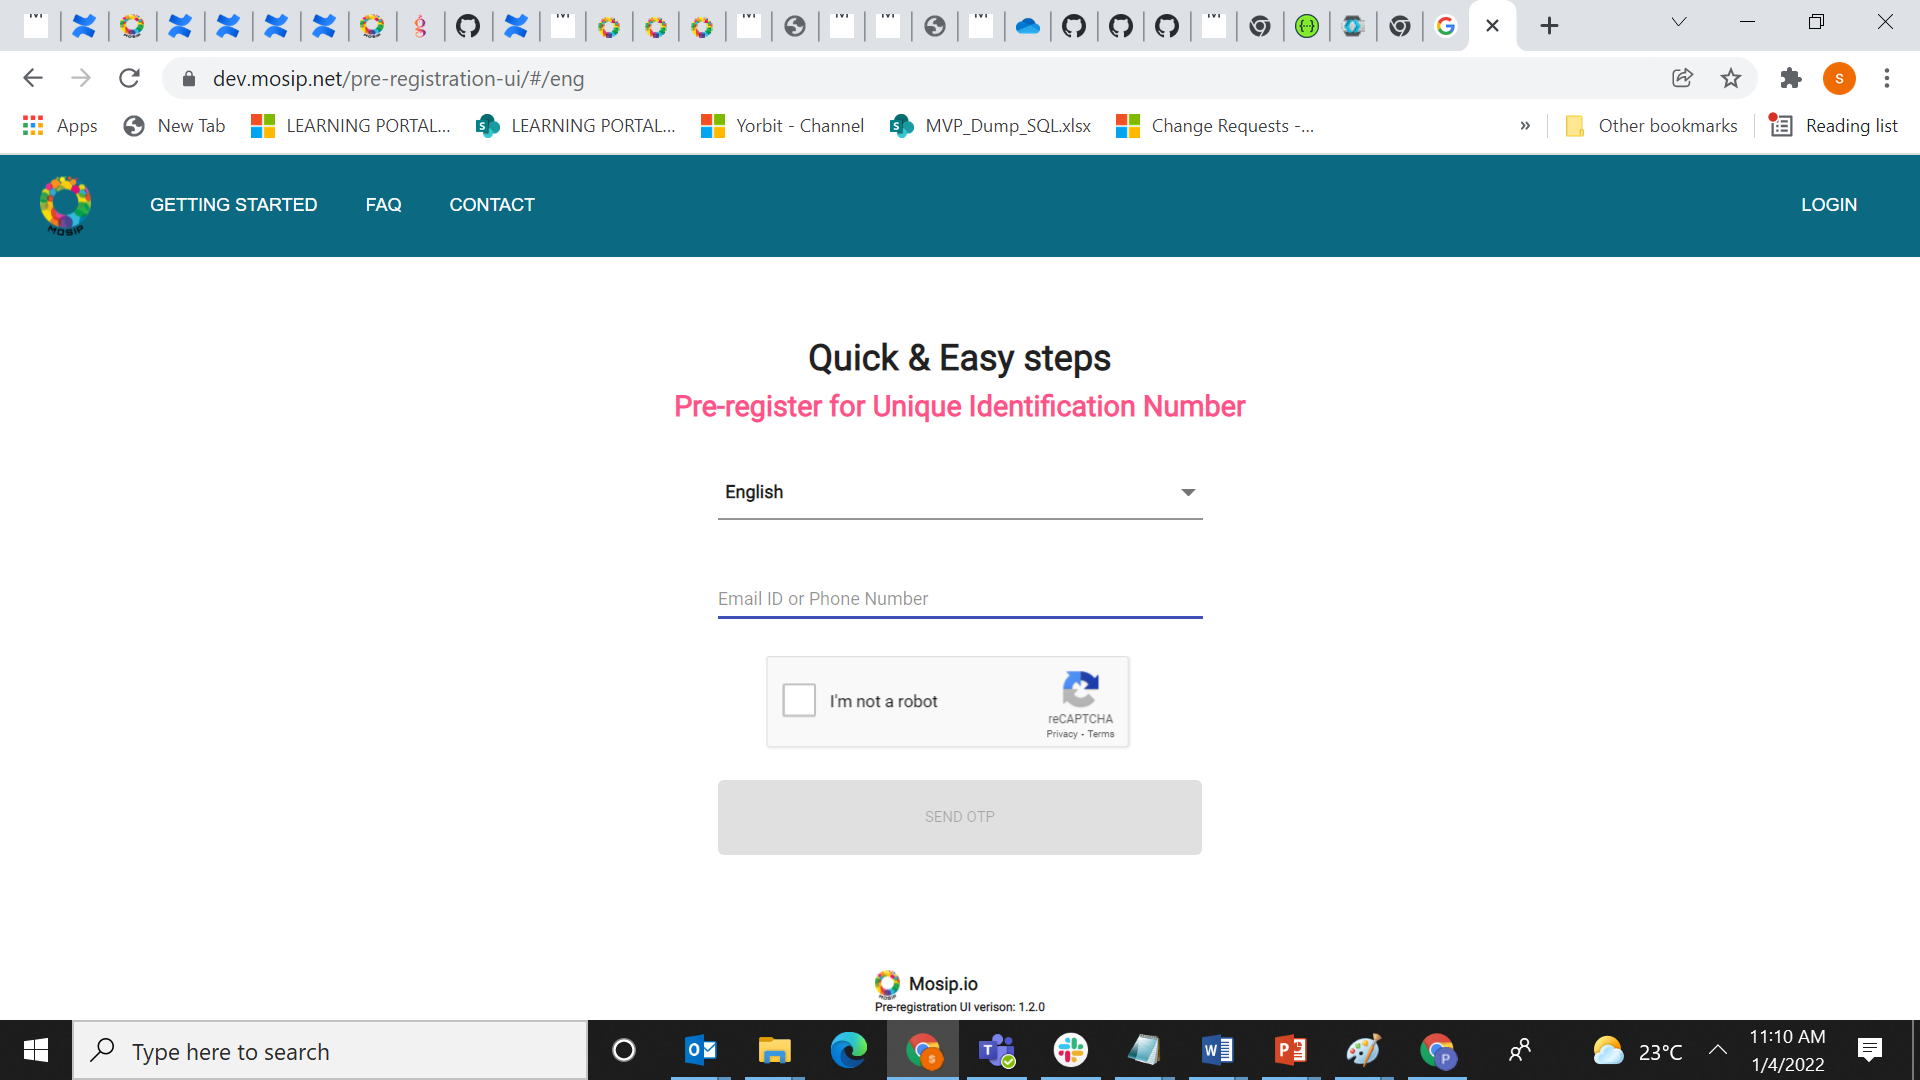 dev.mosip.net/pre-registration-ui/#/eng
S
Apps
New Tab
LEARNING PORTAL...
LEARNING PORTAL...
Yorbit - Channel
MVP_Dump_SQL.xlsx
Change Requests -...
»
Other bookmarks
Reading list
MOSIP
GETTING STARTED
FAQ
CONTACT
LOGIN
Quick & Easy steps
Pre-register for Unique Identification Number
English
Email ID or Phone Number
I'm not a robot
reCAPTCHA
Privacy - Terms
SEND OTP
Mosip.io
Pre-registration UI verison: 1.2.0
Type here to search
23°C
11:10 AM
1/4/2022